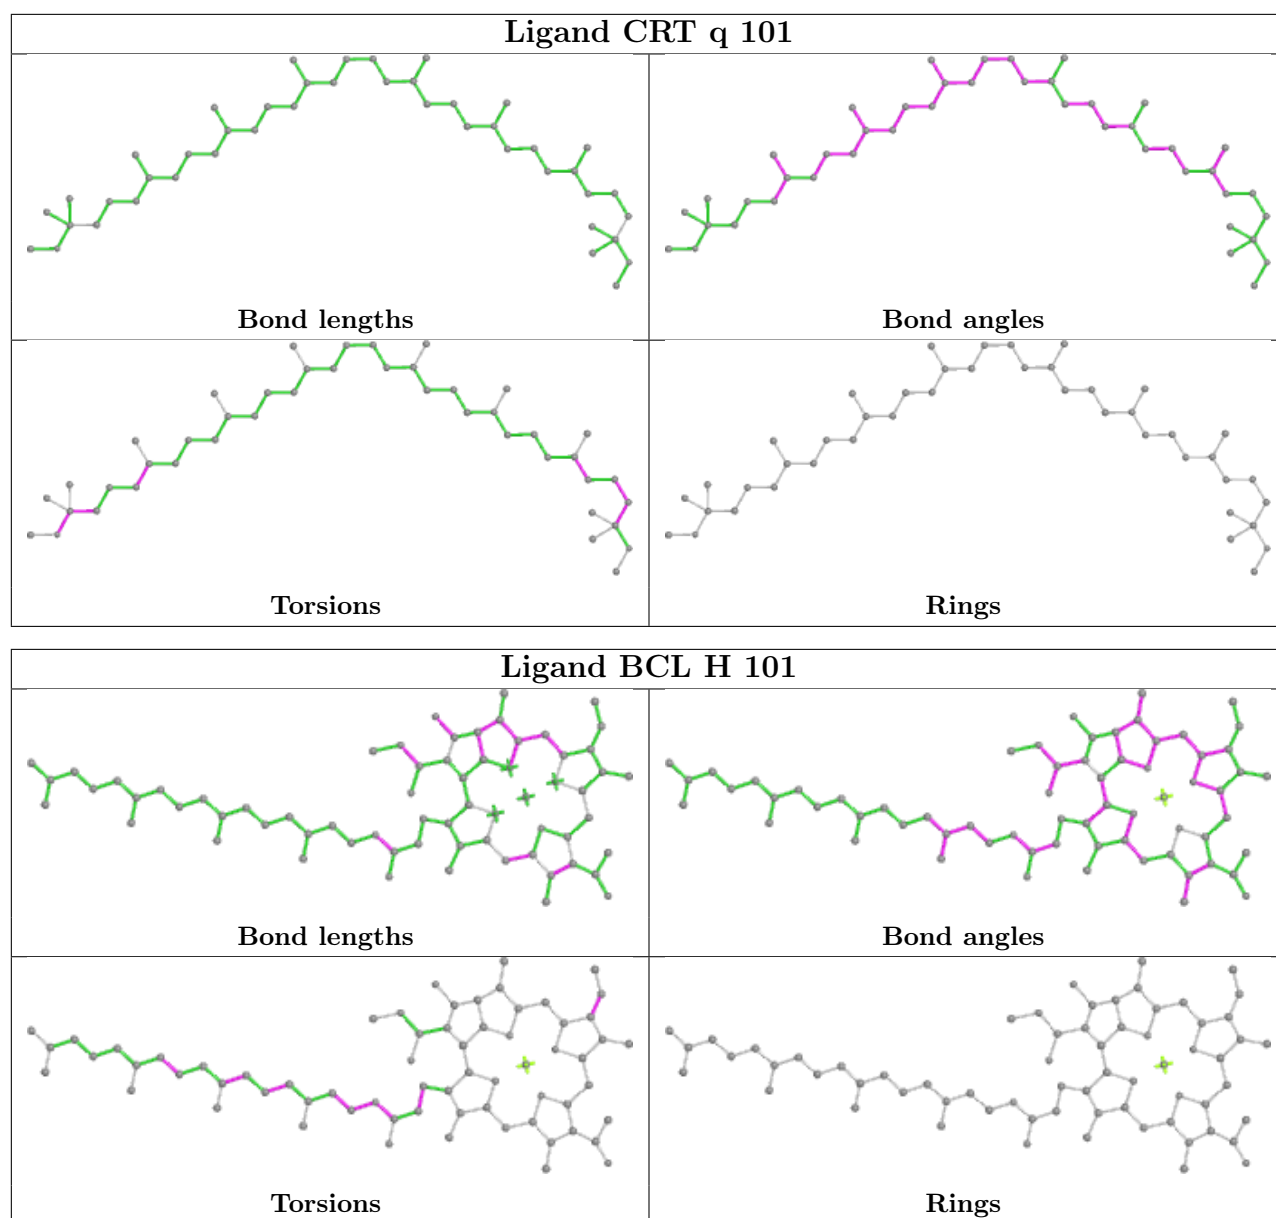 Ligand CRT q 101
Bond lengths
Bond angles
Torsions
Rings
Ligand BCL H 101
Bond lengths
Bond angles
Torsions
Rings